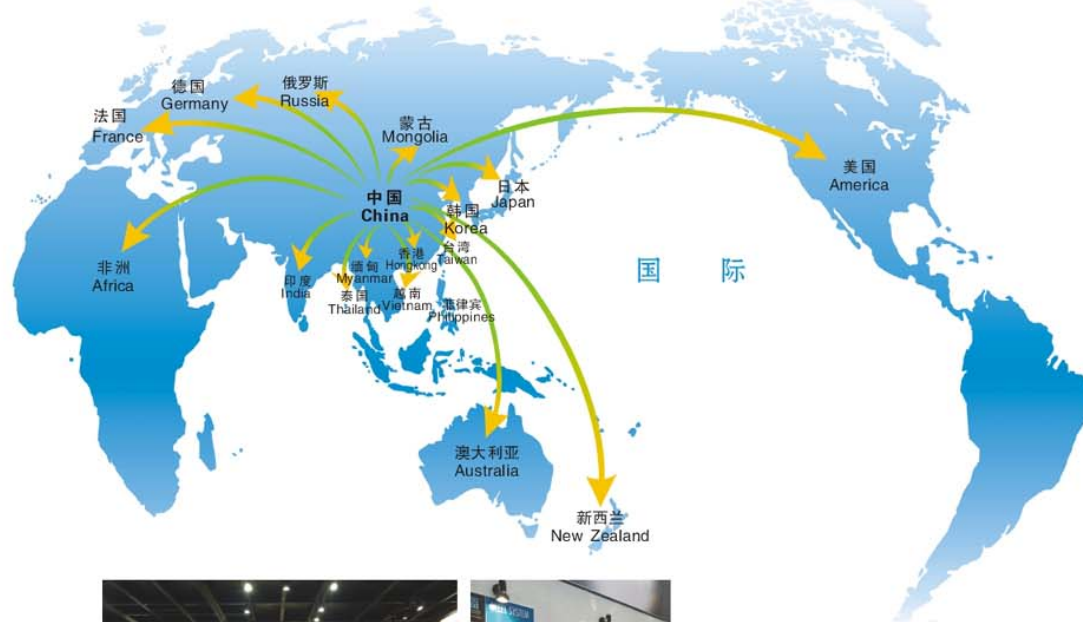 德国
Germany
俄罗斯
Russia
法国
France
蒙古
Mongolia
美国
America
中国
China
日本
Japan
韩国
Korea
台湾
Taiwan
香港
Hongkong
非洲
Africa
印度
India
缅甸
Myanmar
泰国
Thailand
越南
Vietnam
菲律宾
Philippines
国 际
澳大利亚
Australia
新西兰
New Zealand